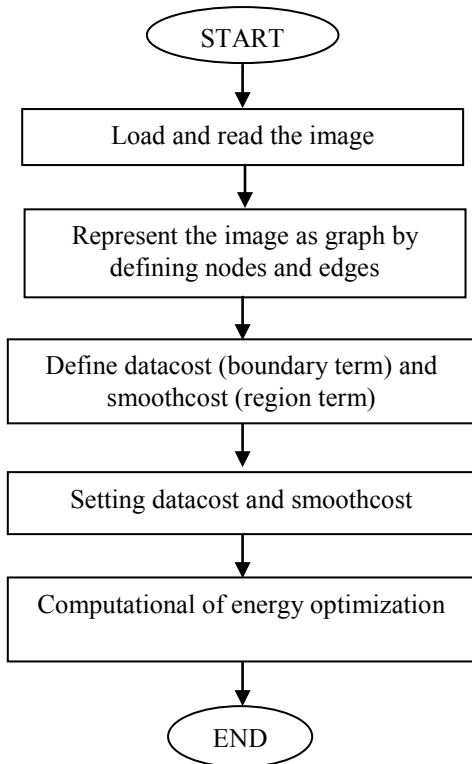 START
Load and read the image
Represent the image as graph by
defining nodes and edges
Define datacost (boundary term) and
smoothcost (region term)
Setting datacost and smoothcost
Computational of energy optimization
END